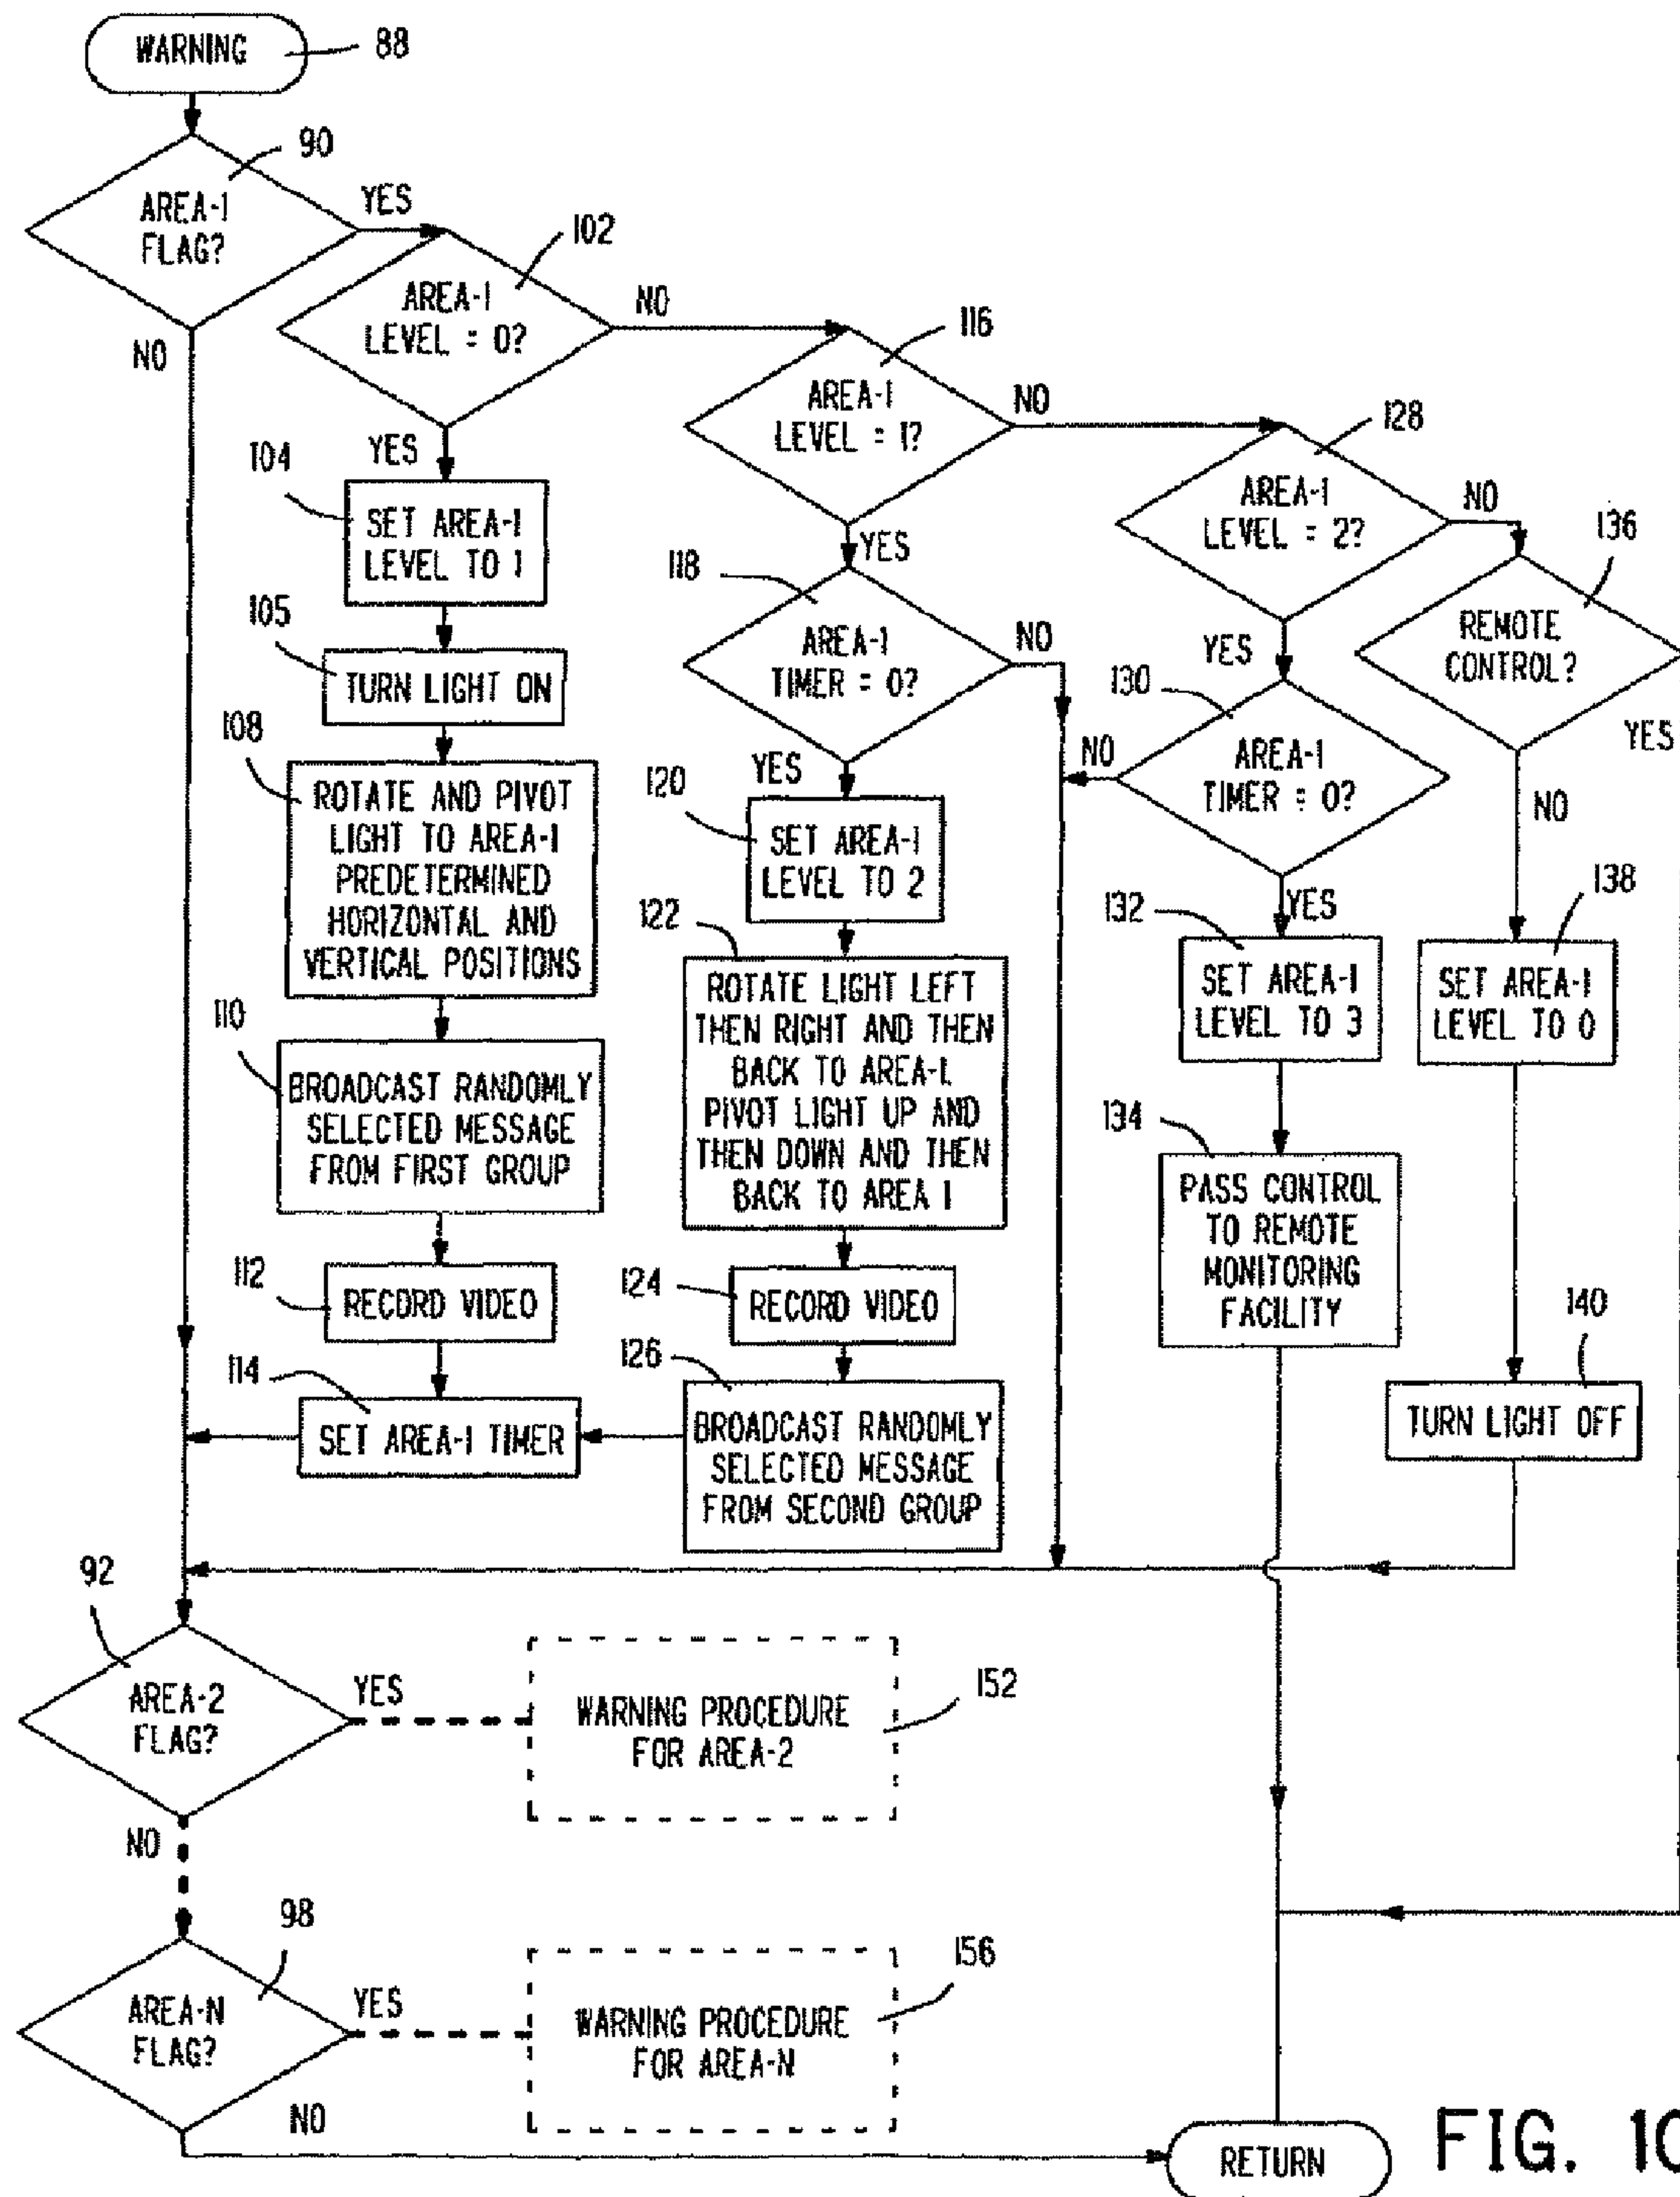 WARNING
88
90
AREA-1
FLAG?
YES
NO
102
AREA-1
LEVEL = 0?
NO
YES
116
AREA-1
LEVEL = 1?
NO
YES
128
AREA-1
LEVEL = 2?
NO
YES
136
REMOTE
CONTROL?
YES
NO
104
SET AREA-1
LEVEL TO 1
105
TURN LIGHT ON
108
ROTATE AND PIVOT
LIGHT TO AREA-1
PREDETERMINED
HORIZONTAL AND
VERTICAL POSITIONS
110
BROADCAST RANDOMLY
SELECTED MESSAGE
FROM FIRST GROUP
112
RECORD VIDEO
114
SET AREA-1 TIMER
118
AREA-1
TIMER = 0?
NO
YES
120
SET AREA-1
LEVEL TO 2
122
ROTATE LIGHT LEFT
THEN RIGHT AND THEN
BACK TO AREA-1.
PIVOT LIGHT UP AND
THEN DOWN AND THEN
BACK TO AREA 1
124
RECORD VIDEO
126
BROADCAST RANDOMLY
SELECTED MESSAGE
FROM SECOND GROUP
130
AREA-1
TIMER = 0?
NO
YES
132
SET AREA-1
LEVEL TO 3
134
PASS CONTROL
TO REMOTE
MONITORING
FACILITY
138
SET AREA-1
LEVEL TO 0
140
TURN LIGHT OFF
92
AREA-2
FLAG?
YES
NO
WARNING PROCEDURE
FOR AREA-2
152
98
AREA-N
FLAG?
YES
NO
WARNING PROCEDURE
FOR AREA-N
156
RETURN
FIG. 10